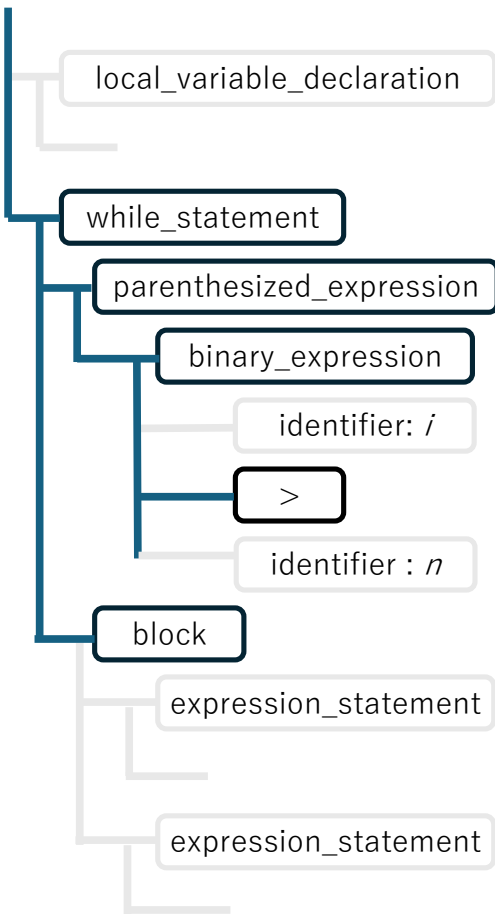 local_variable_declaration
while_statement
parenthesized_expression
binary_expression
identifier: i
>
identifier : n
block
expression_statement
expression_statement